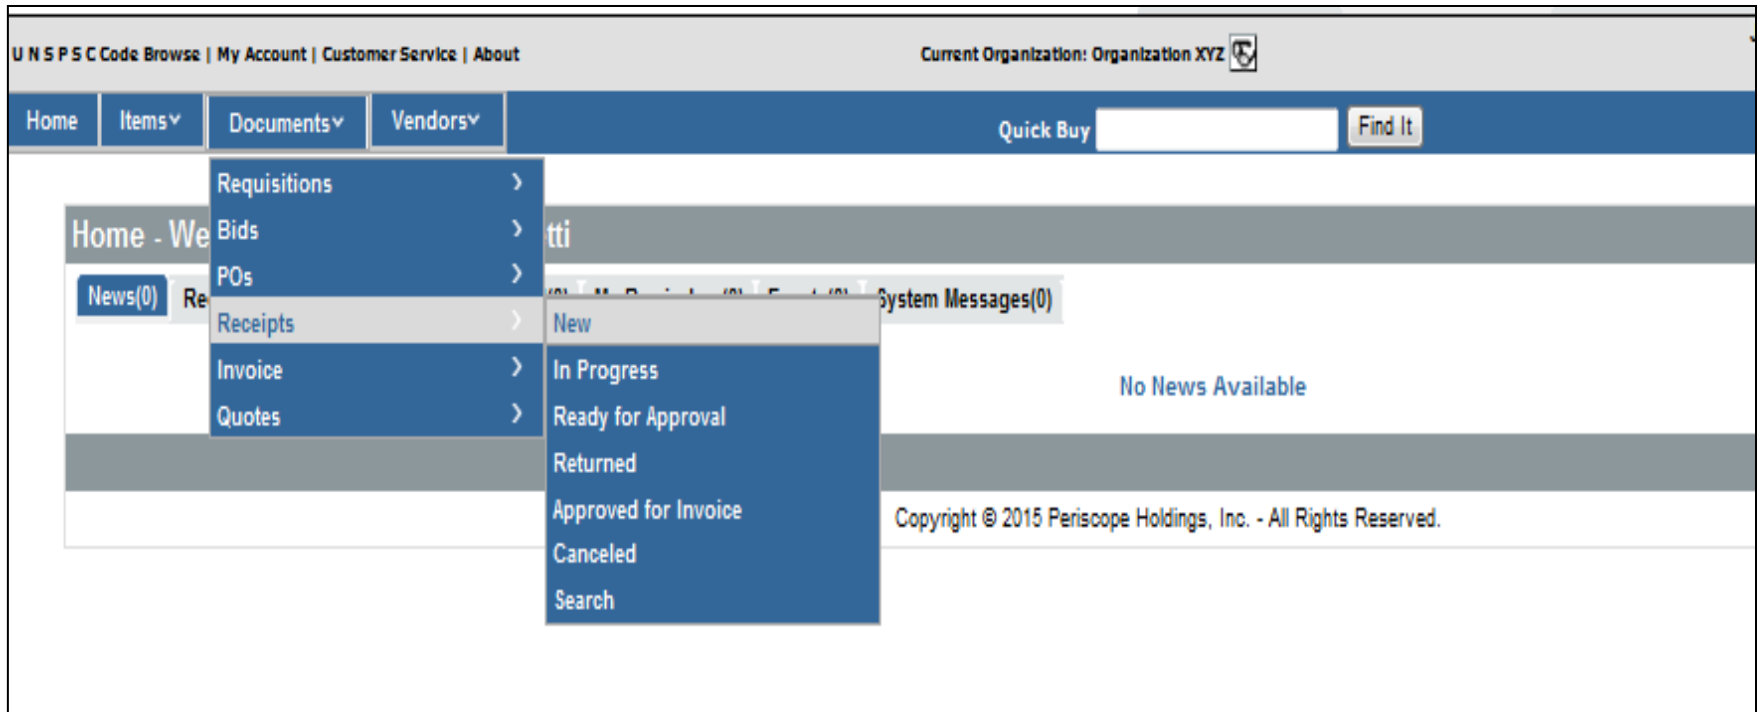 U N S P S C Code Browse | My Account | Customer Service | About
Current Organization: Organization XYZ
Home Items Documents Vendors
Quick Buy Find It
Requisitions
Home - We tti
Bids
POs
News(0) Re System Messages(0)
Receipts
New
Invoice
In Progress
No News Available
Quotes
Ready for Approval
Returned
Approved for Invoice
Copyright © 2015 Periscope Holdings, Inc. - All Rights Reserved.
Canceled
Search